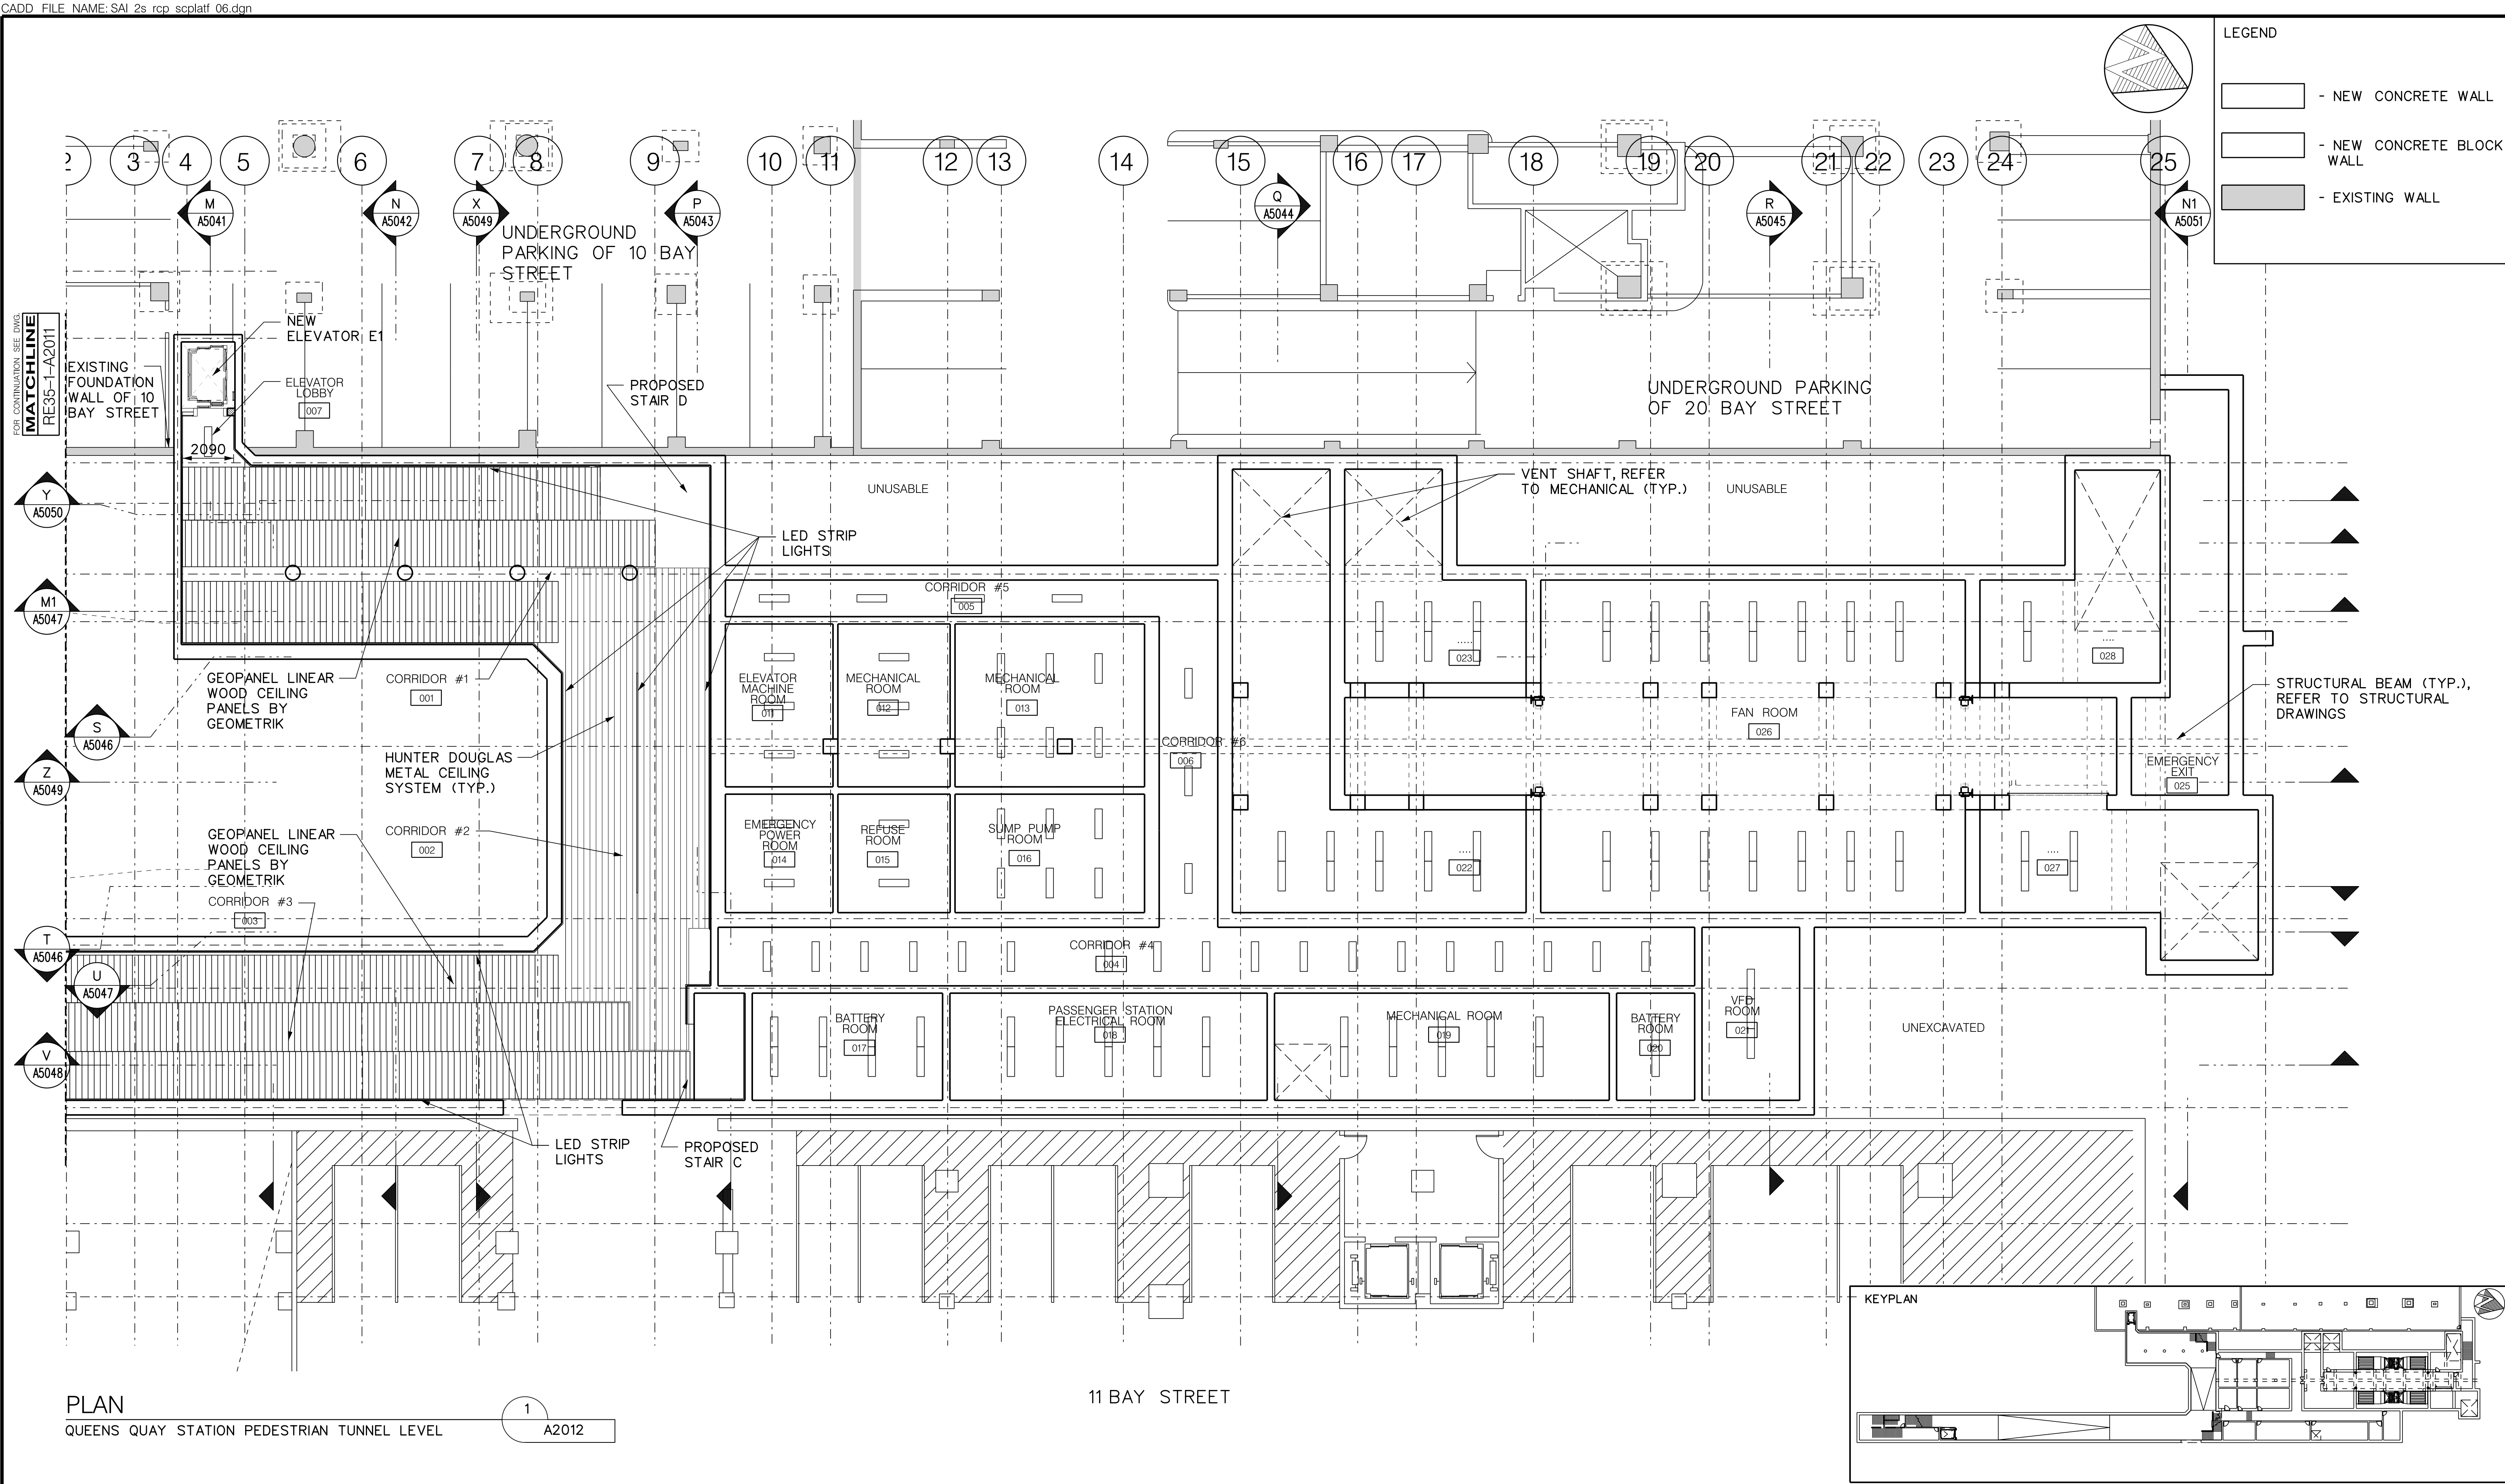 CADD FILE NAME: SAI 2s rcp scplatf 06.dgn
LEGEND
- NEW CONCRETE WALL
- NEW CONCRETE BLOCK
WALL
- EXISTING WALL
2
3
4
5
6
7
8
9
10
11
12
13
14
15
16
17
18
19
20
21
22
23
24
25
M
A5041
N
A5042
X
A5049
P
A5043
Q
A5044
R
A5045
N1
A5051
UNDERGROUND
PARKING OF 10 BAY
STREET
FOR CONTINUATION SEE DWG.
MATCHLINE
RE35-1-A2011
NEW
ELEVATOR E1
EXISTING
FOUNDATION
WALL OF 10
BAY STREET
ELEVATOR
LOBBY
007
2090
PROPOSED
STAIR D
UNDERGROUND PARKING
OF 20 BAY STREET
Y
A5050
UNUSABLE
VENT SHAFT, REFER
TO MECHANICAL (TYP.)
UNUSABLE
LED STRIP
LIGHTS
M1
A5047
CORRIDOR #5
005
GEOPANEL LINEAR
WOOD CEILING
PANELS BY
GEOMETRIK
CORRIDOR #1
001
ELEVATOR
MACHINE
ROOM
011
MECHANICAL
ROOM
012
MECHANICAL
ROOM
013
.....
023
....
028
STRUCTURAL BEAM (TYP.),
REFER TO STRUCTURAL
DRAWINGS
S
A5046
FAN ROOM
026
CORRIDOR #6
006
HUNTER DOUGLAS
METAL CEILING
SYSTEM (TYP.)
EMERGENCY
EXIT
025
Z
A5049
GEOPANEL LINEAR
WOOD CEILING
PANELS BY
GEOMETRIK
CORRIDOR #2
002
EMERGENCY
POWER
ROOM
014
REFUSE
ROOM
015
SUMP PUMP
ROOM
016
....
022
....
027
CORRIDOR #3
003
T
A5046
CORRIDOR #4
004
U
A5047
BATTERY
ROOM
017
PASSENGER STATION
ELECTRICAL ROOM
018
MECHANICAL ROOM
019
BATTERY
ROOM
020
VFD
ROOM
021
UNEXCAVATED
V
A5048
LED STRIP
LIGHTS
PROPOSED
STAIR C
KEYPLAN
11 BAY STREET
PLAN
QUEENS QUAY STATION PEDESTRIAN TUNNEL LEVEL
1
A2012